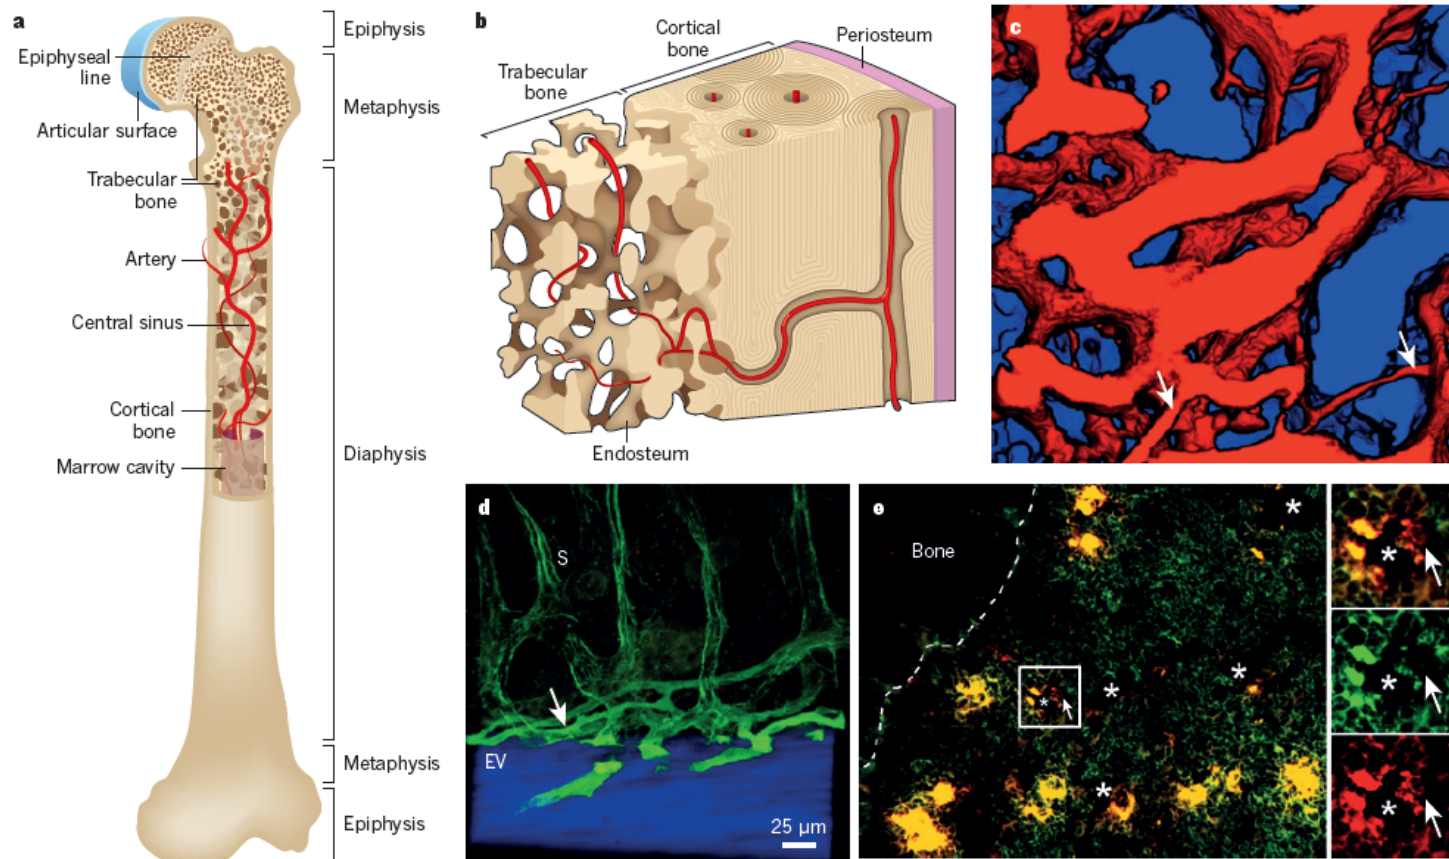 a
Epiphyseal
line
Articular surface
Trabecular
bone
Artery
Central sinus
Cortical
bone
Marrow cavity
Epiphysis
Metaphysis
Diaphysis
Metaphysis
Epiphysis
b
Trabecular
bone
Cortical
bone
Periosteum
Endosteum
c
d
S
EV
25 µm
e
Bone
*
*
*
*
*
*
*
*